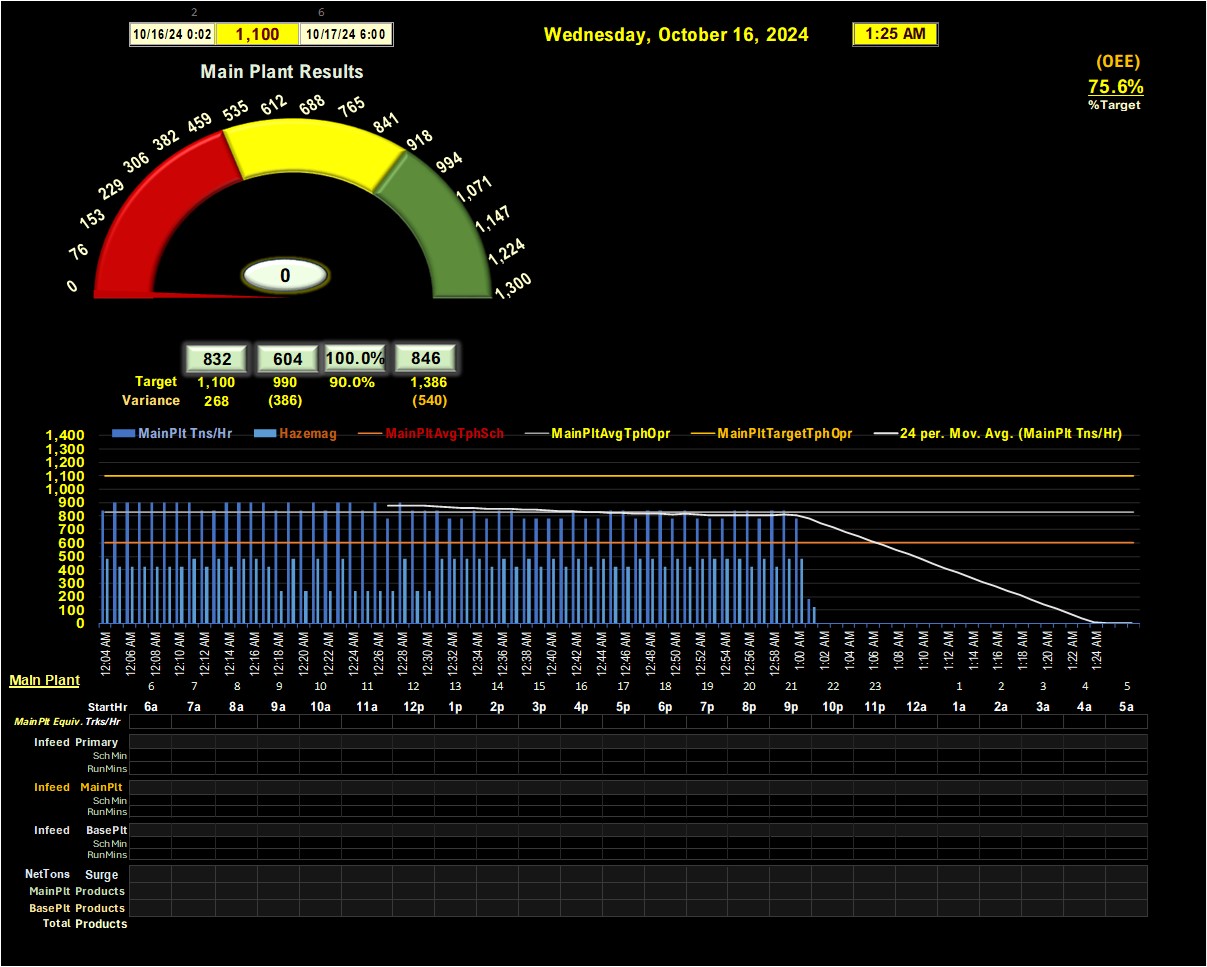 2 6
10/16/24 0:02 1,100 10/17/24 6:00 Wednesday, October 16, 2024 1:25 AM
(OEE)
75.6%
%Target
Main Plant Results
0 76 153 229 306 382 459 535 612 688 765 841 918 994 1,071 1,147 1,224 1,300
0
832 604 100.0% 846
Target 1,100 990 90.0% 1,386
Variance 268 (386) (540)
MainPlt Tns/Hr Hazemag MainPltAvgTphSch MainPltAvgTphOpr MainPltTargetTphOpr 24 per. Mov. Avg. (MainPlt Tns/Hr)
1,400
1,300
1,200
1,100
1,000
900
800
700
600
500
400
300
200
100
0
12:04 AM 12:06 AM 12:08 AM 12:10 AM 12:12 AM 12:14 AM 12:16 AM 12:18 AM 12:20 AM 12:22 AM 12:24 AM 12:26 AM 12:28 AM 12:30 AM 12:32 AM 12:34 AM 12:36 AM 12:38 AM 12:40 AM 12:42 AM 12:44 AM 12:46 AM 12:48 AM 12:50 AM 12:52 AM 12:54 AM 12:56 AM 12:58 AM 1:00 AM 1:02 AM 1:04 AM 1:06 AM 1:08 AM 1:10 AM 1:12 AM 1:14 AM 1:16 AM 1:18 AM 1:20 AM 1:22 AM 1:24 AM
Main Plant 6 7 8 9 10 11 12 13 14 15 16 17 18 19 20 21 22 23 1 2 3 4 5
StartHr 6a 7a 8a 9a 10a 11a 12p 1p 2p 3p 4p 5p 6p 7p 8p 9p 10p 11p 12a 1a 2a 3a 4a 5a
MainPlt Equiv. Trks/Hr
Infeed Primary
SchMin
RunMins
Infeed MainPlt
SchMin
RunMins
Infeed BasePlt
SchMin
RunMins
NetTons Surge
MainPlt Products
BasePlt Products
Total Products